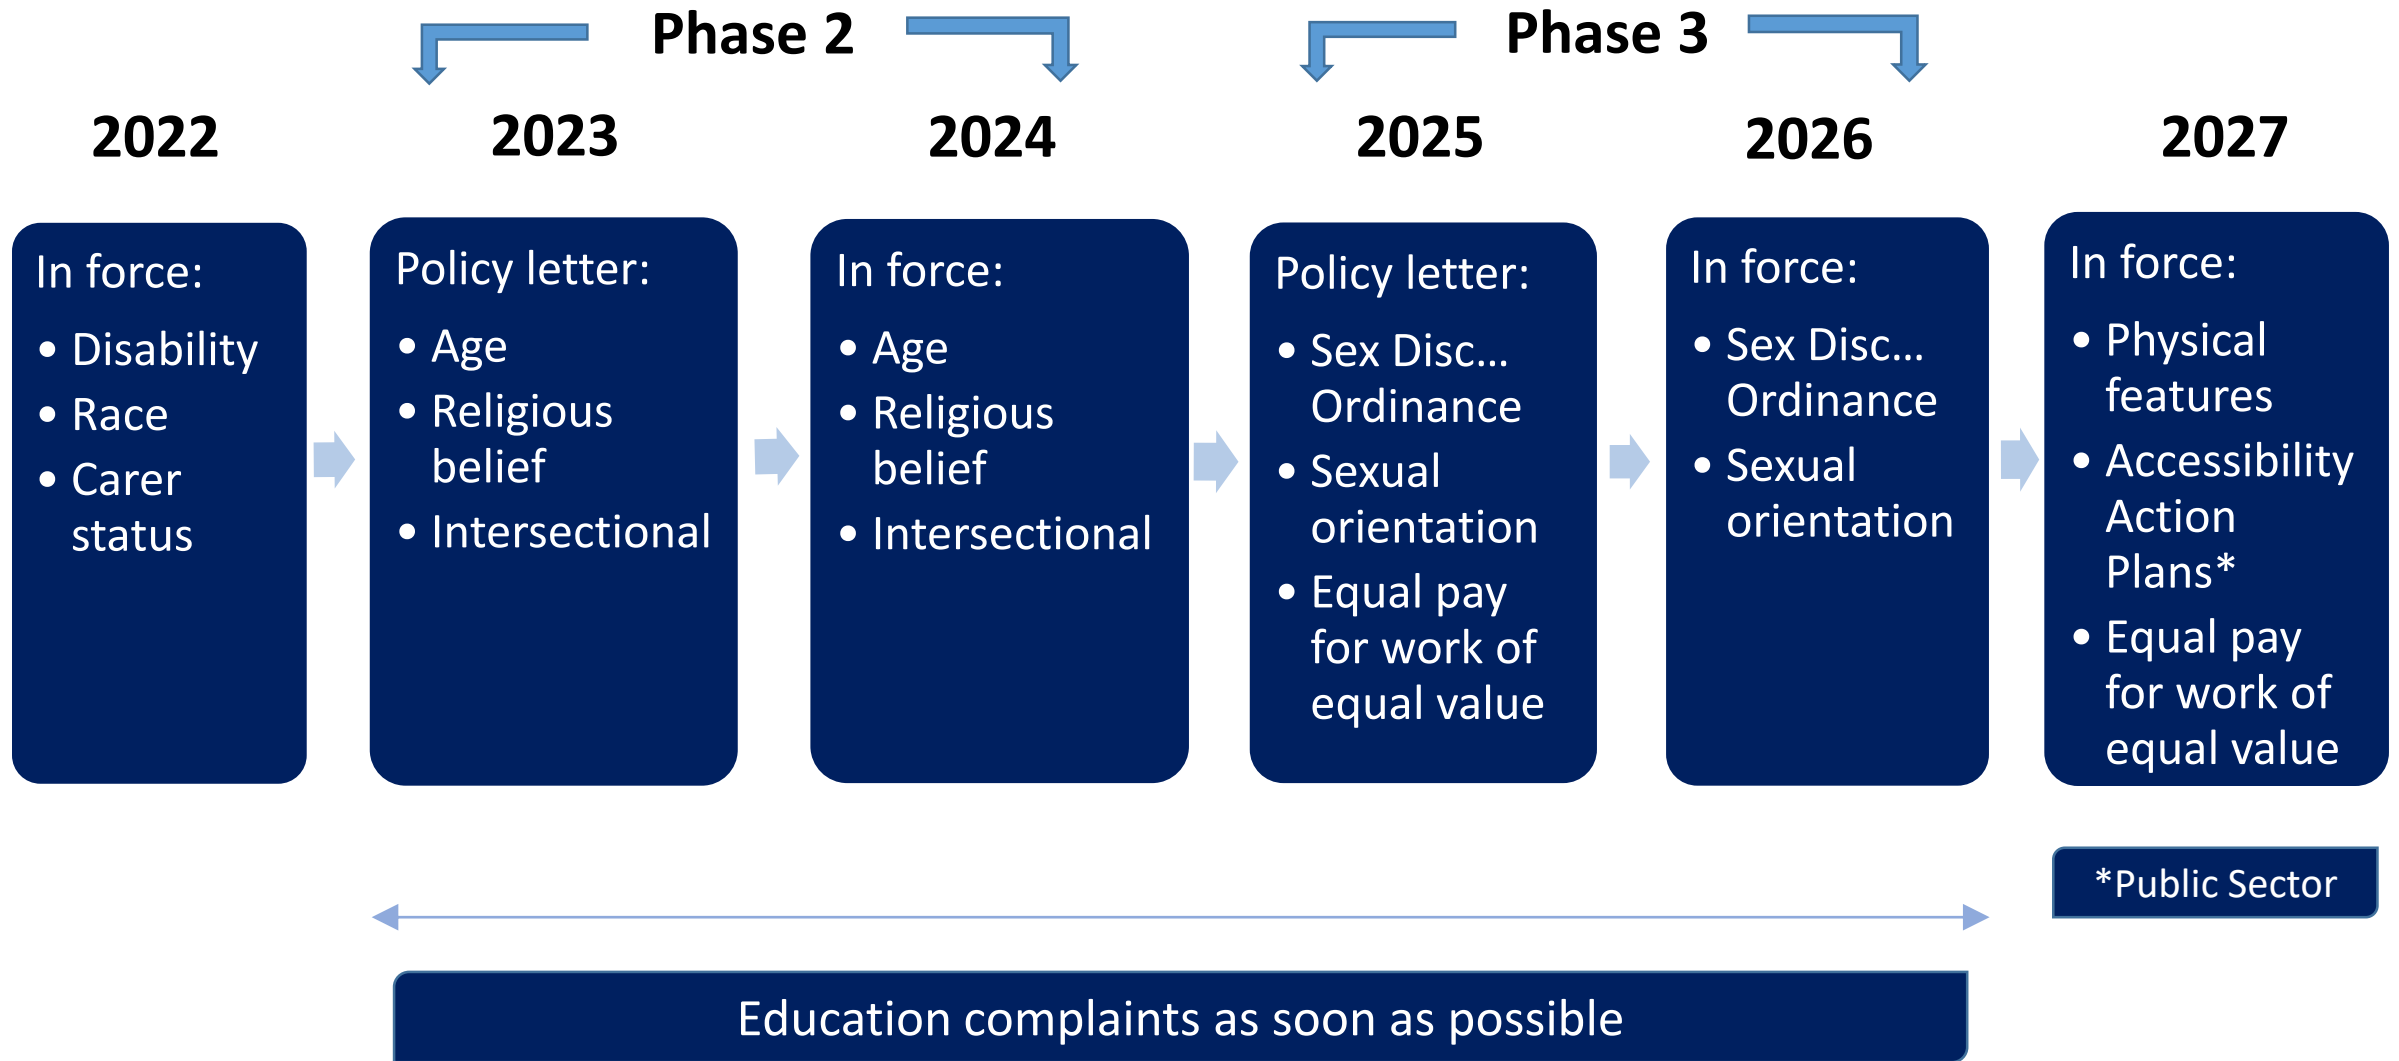 Phase 2
Phase 3
2022
2023
2024
2025
2026
2027
In force:
• Disability
• Race
• Carer
status
Policy letter:
• Age
• Religious
belief
• Intersectional
In force:
• Age
• Religious
belief
• Intersectional
Policy letter:
• Sex Disc...
Ordinance
• Sexual
orientation
• Equal pay
for work of
equal value
In force:
• Sex Disc...
Ordinance
• Sexual
orientation
In force:
• Physical
features
• Accessibility
Action
Plans*
• Equal pay
for work of
equal value
*Public Sector
Education complaints as soon as possible